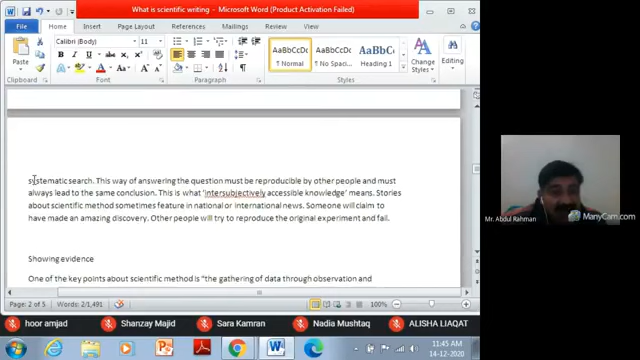 What is scientific writing - Microsoft Word (Product Activation Failed)
File Home Insert Page Layout References Mailings Review View
Paste
Calibri (Body) 11
B I U abe X₂ X² Aa
AaBbCcDc AaBbCcDc AaBbC
¶ Normal ¶ No Spaci... Heading 1
Change
Styles
Editing
Clipboard Font Paragraph Styles
systematic search. This way of answering the question must be reproducible by other people and must
always lead to the same conclusion. This is what 'intersubjectively accessible knowledge' means. Stories
about scientific method sometimes feature in national or international news. Someone will claim to
have made an amazing discovery. Other people will try to reproduce the original experiment and fail.
Showing evidence
One of the key points about scientific method is "the gathering of data through observation and
Mr. Abdul Rahman
ManyCam.com
Page: 2 of 5 Words: 2/1,491 100%
hoor amjad Shanzay Majid Sara Kamran Nadia Mushtaq ALISHA LIAQAT
11:45 AM
14-12-2020